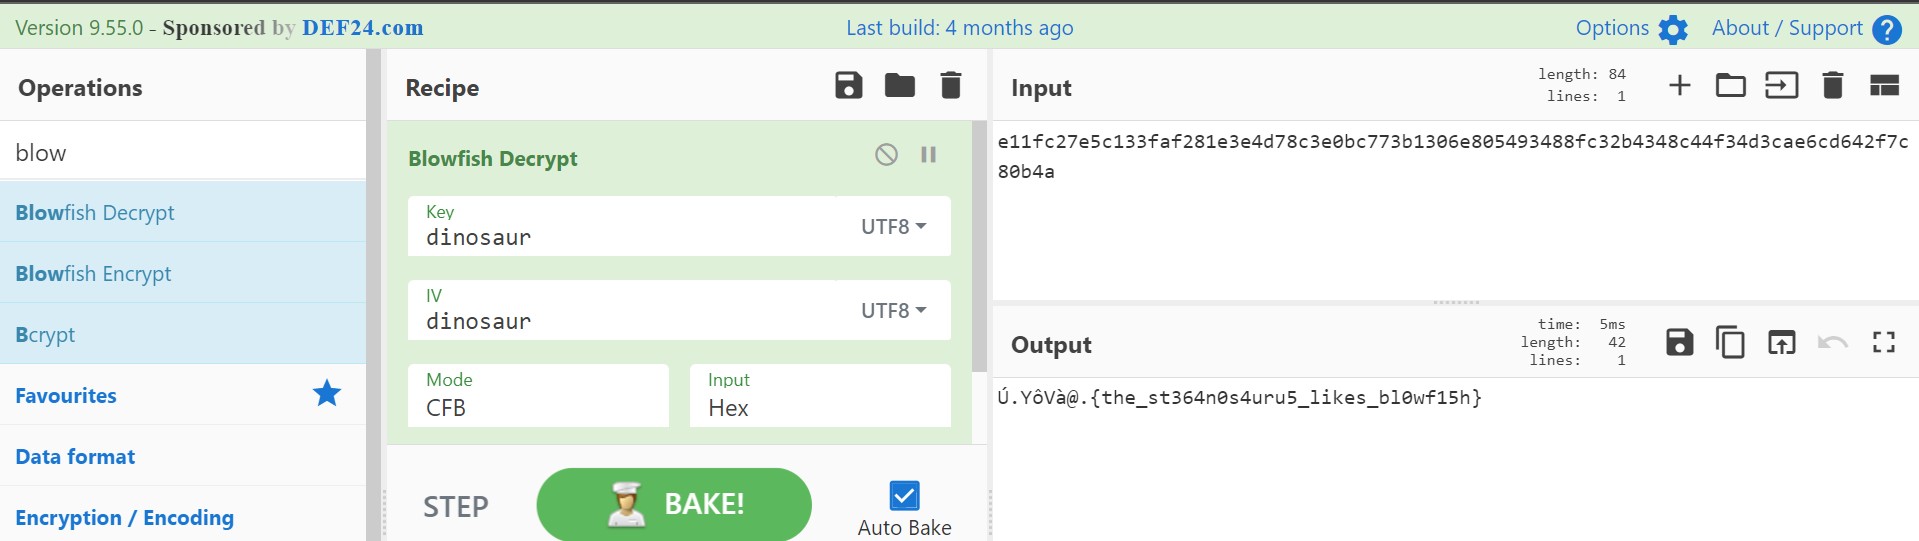 Version 9.55.0 - Sponsored by DEF24.com
Last build: 4 months ago
Options
About / Support
Operations
blow
Blowfish Decrypt
Blowfish Encrypt
Bcrypt
Favourites
Data format
Encryption / Encoding
Recipe
Blowfish Decrypt
Key
dinosaur
UTF8
IV
dinosaur
UTF8
Mode
CFB
Input
Hex
STEP
BAKE!
Auto Bake
Input
length: 84
lines: 1
e11fc27e5c133faf281e3e4d78c3e0bc773b1306e805493488fc32b4348c44f34d3cae6cd642f7c
80b4a
Output
time: 5ms
length: 42
lines: 1
Ú.YôVà@.{the_st364n0s4uru5_likes_bl0wf15h}